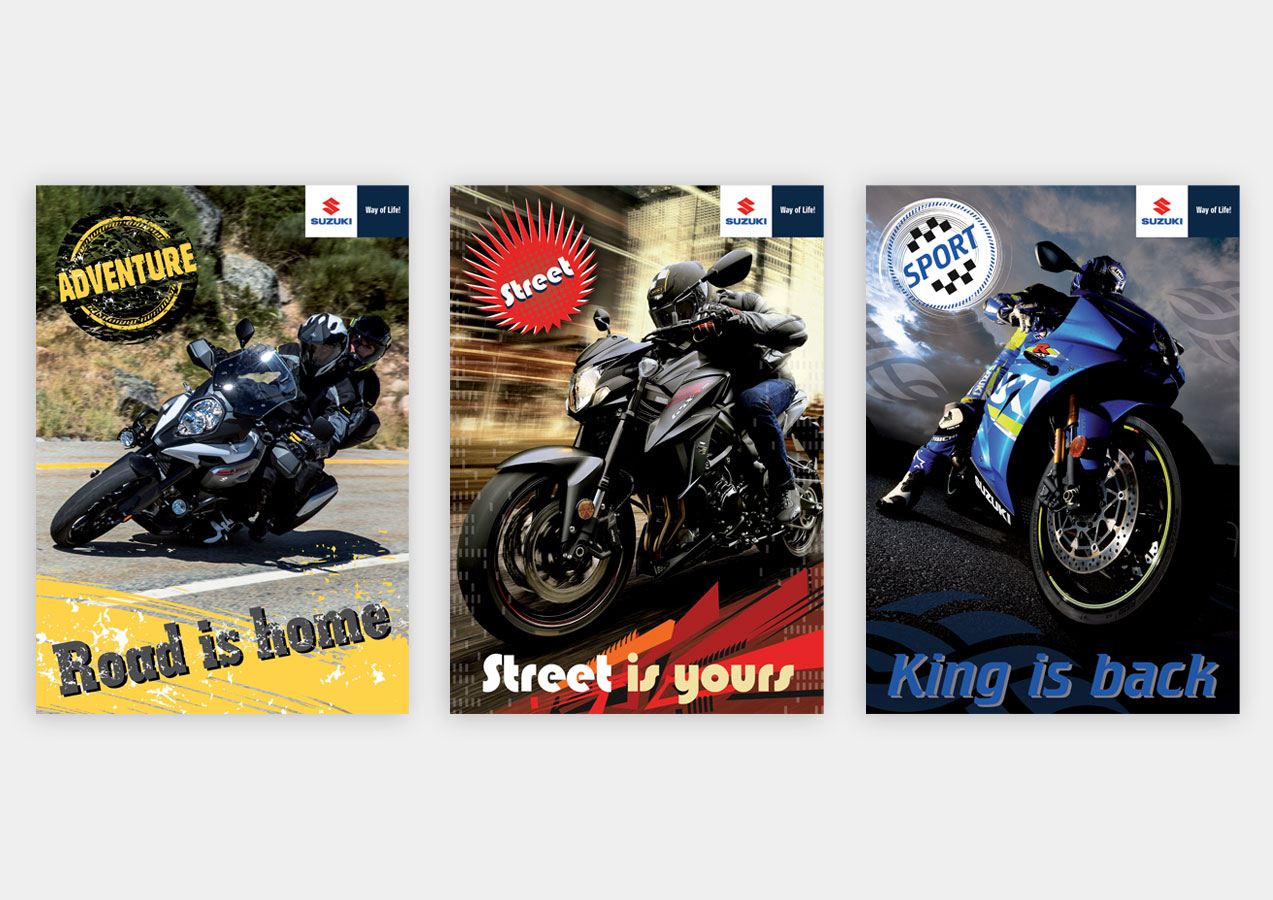 SUZUKI
Way of Life!
ADVENTURE
Road is home
SUZUKI
Way of Life!
Street
Street is yours
SUZUKI
Way of Life!
SPORT
R
SUZUKI
SUZUKI
King is back